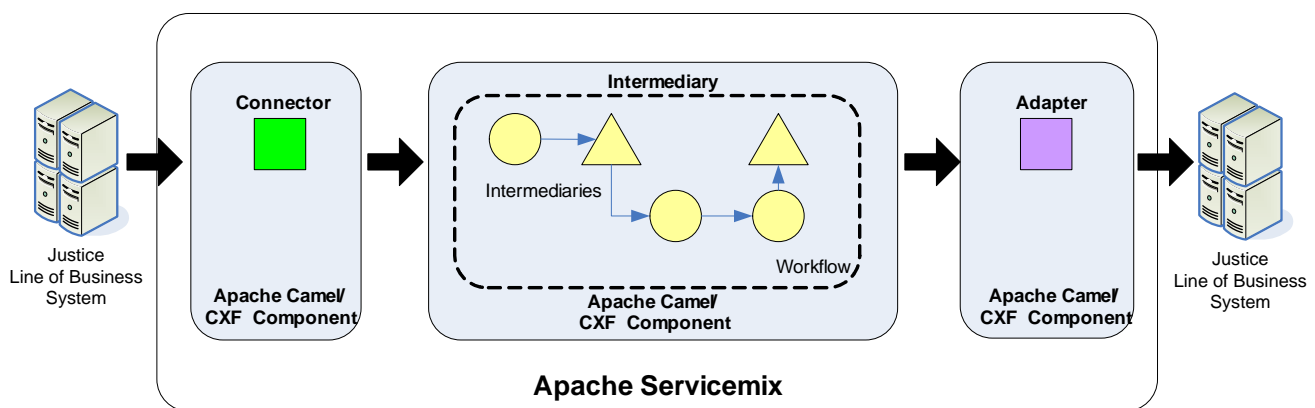 Justice
Line of Business
System
Connector
Apache Camel/
CXF Component
Intermediary
Intermediaries
Workflow
Apache Camel/
CXF Component
Adapter
Apache Camel/
CXF Component
Justice
Line of Business
System
Apache Servicemix